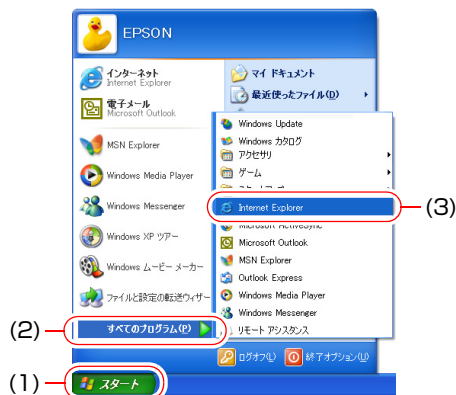 EPSON
インターネット
Internet Explorer
電子メール
Microsoft Outlook
MSN Explorer
Windows Media Player
Windows Messenger
Windows XP ツアー
Windows ムービー メーカー
ファイルと設定の転送ウィザー
すべてのプログラム(P)
マイ ドキュメント
最近使ったファイル(D)
Windows Update
Windows カタログ
アクセサリ
ゲーム
Internet Explorer
Microsoft ActiveSync
Microsoft Outlook
MSN Explorer
Outlook Express
Windows Media Player
Windows Messenger
リモート アシスタンス
ログオフ(L)
終了オプション(U)
スタート
(1)
(2)
(3)